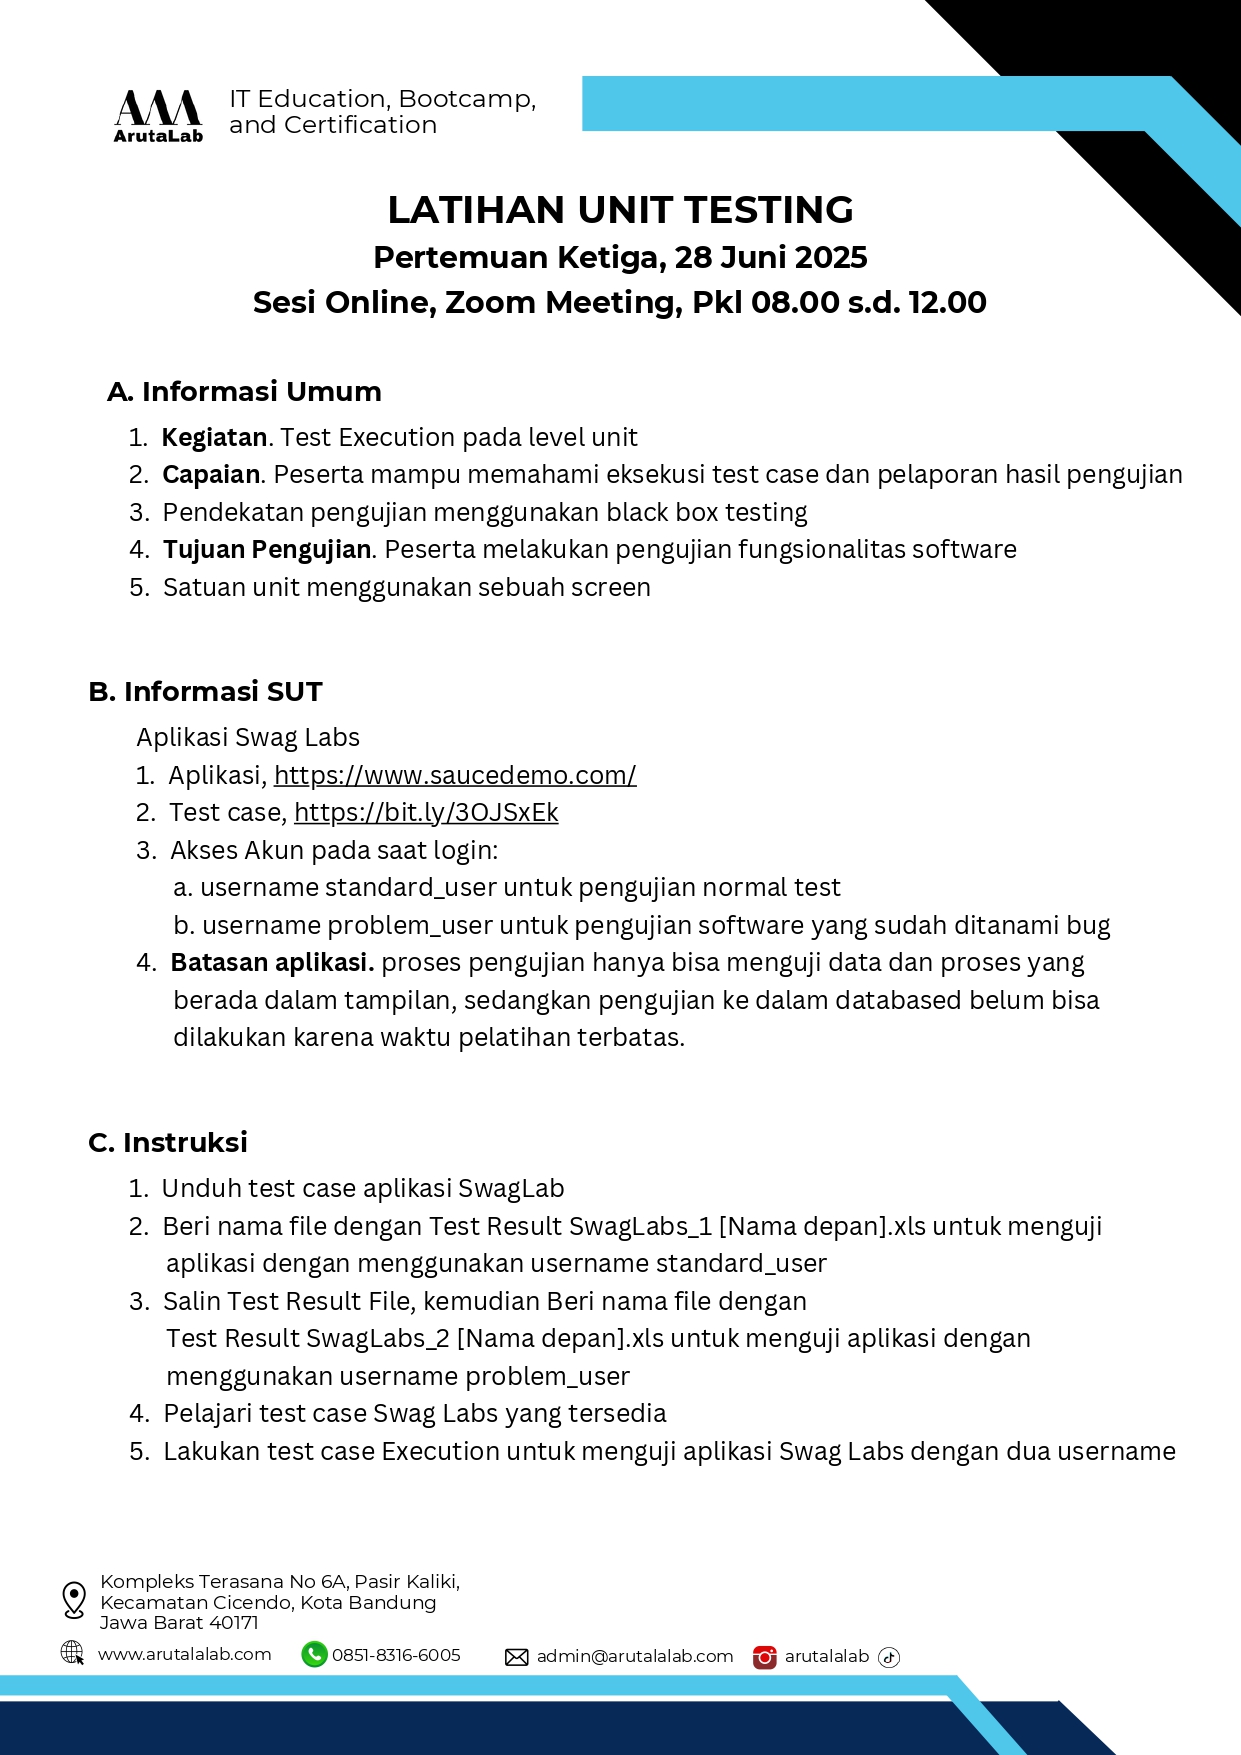 ArutaLab
IT Education, Bootcamp,
and Certification
LATIHAN UNIT TESTING
Pertemuan Ketiga, 28 Juni 2025
Sesi Online, Zoom Meeting, Pkl 08.00 s.d. 12.00
A. Informasi Umum
1. Kegiatan. Test Execution pada level unit
2. Capaian. Peserta mampu memahami eksekusi test case dan pelaporan hasil pengujian
3. Pendekatan pengujian menggunakan black box testing
4. Tujuan Pengujian. Peserta melakukan pengujian fungsionalitas software
5. Satuan unit menggunakan sebuah screen
B. Informasi SUT
Aplikasi Swag Labs
1. Aplikasi, https://www.saucedemo.com/
2. Test case, https://bit.ly/3OJSxEk
3. Akses Akun pada saat login:
a. username standard_user untuk pengujian normal test
b. username problem_user untuk pengujian software yang sudah ditanami bug
4. Batasan aplikasi. proses pengujian hanya bisa menguji data dan proses yang
berada dalam tampilan, sedangkan pengujian ke dalam databased belum bisa
dilakukan karena waktu pelatihan terbatas.
C. Instruksi
1. Unduh test case aplikasi SwagLab
2. Beri nama file dengan Test Result SwagLabs_1 [Nama depan].xls untuk menguji
aplikasi dengan menggunakan username standard_user
3. Salin Test Result File, kemudian Beri nama file dengan
Test Result SwagLabs_2 [Nama depan].xls untuk menguji aplikasi dengan
menggunakan username problem_user
4. Pelajari test case Swag Labs yang tersedia
5. Lakukan test case Execution untuk menguji aplikasi Swag Labs dengan dua username
Kompleks Terasana No 6A, Pasir Kaliki,
Kecamatan Cicendo, Kota Bandung
Jawa Barat 40171
www.arutalalab.com 0851-8316-6005 admin@arutalalab.com arutalalab